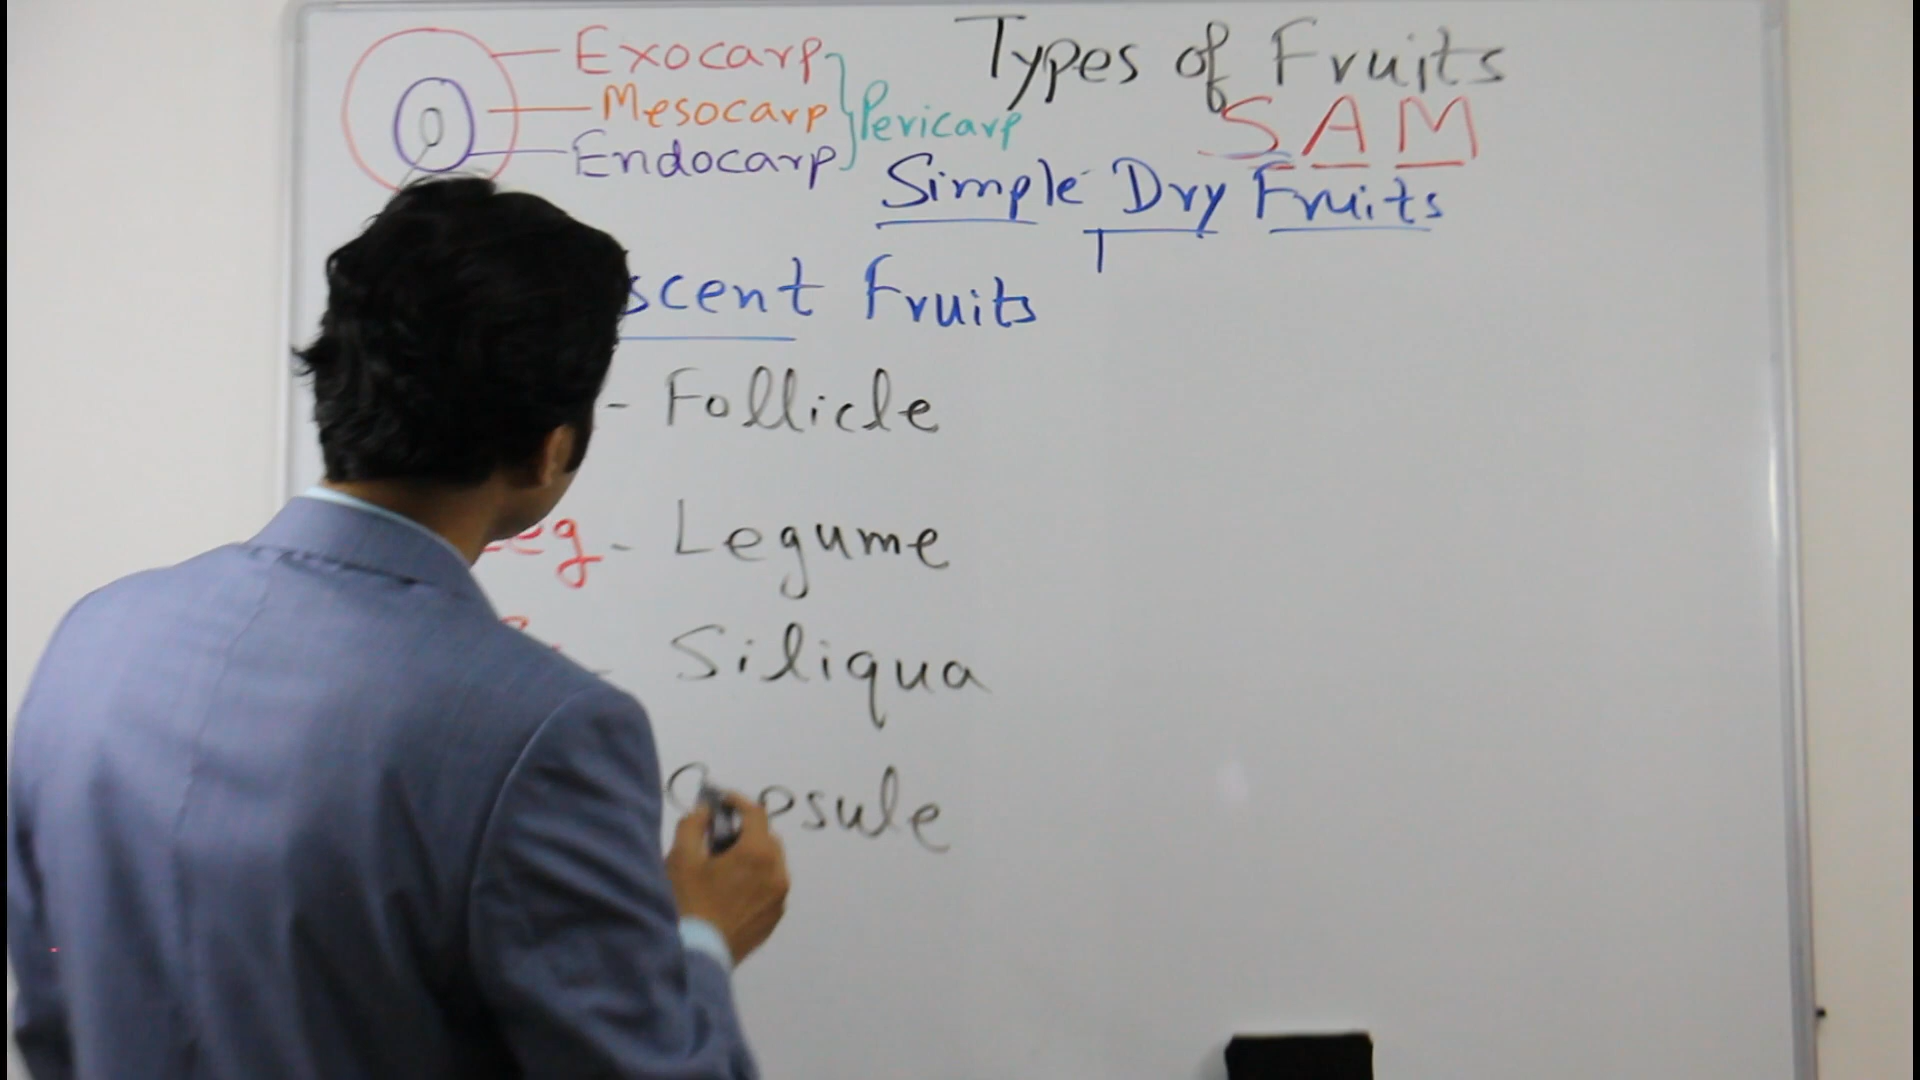 Types of Fruits
Exocarp
Mesocarp
Endocarp
Pericarp
SAM
Simple Dry Fruits
scent Fruits
- Follicle
eg - Legume
- Siliqua
psule